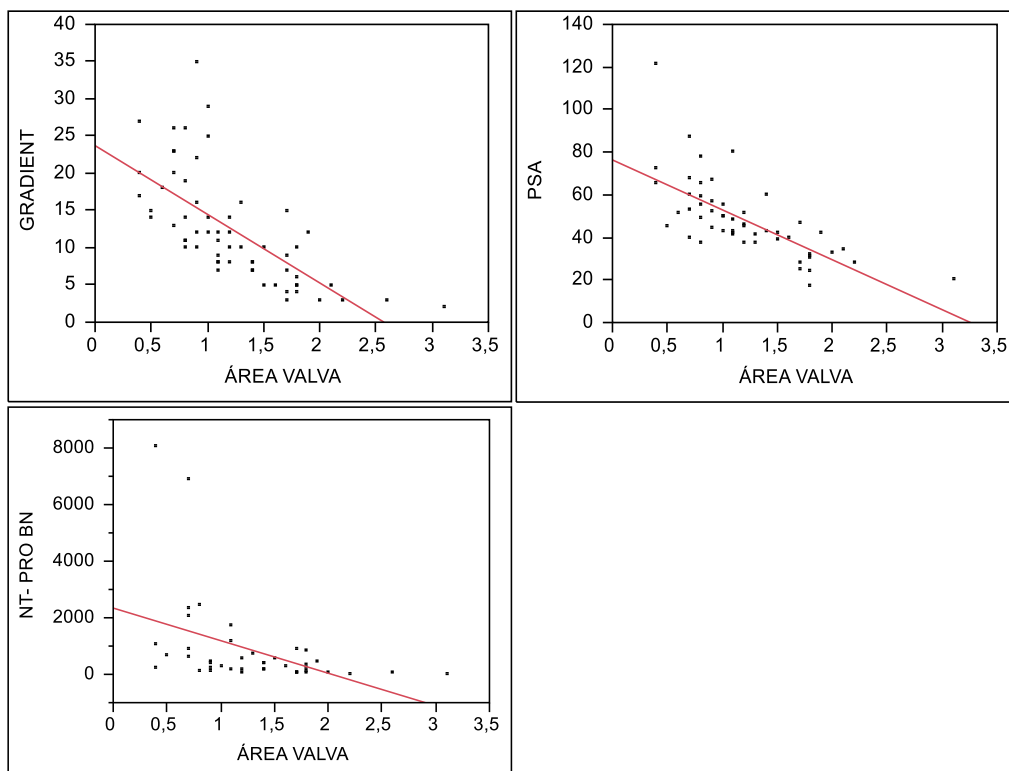 40
35
30
25
20
15
10
5
0
GRADIENT
0 0,5 1 1,5 2 2,5 3 3,5
ÁREA VALVA
140
120
100
80
60
40
20
0
PSA
0 0,5 1 1,5 2 2,5 3 3,5
ÁREA VALVA
8000
6000
4000
2000
0
NT- PRO BN
0 0,5 1 1,5 2 2,5 3 3,5
ÁREA VALVA